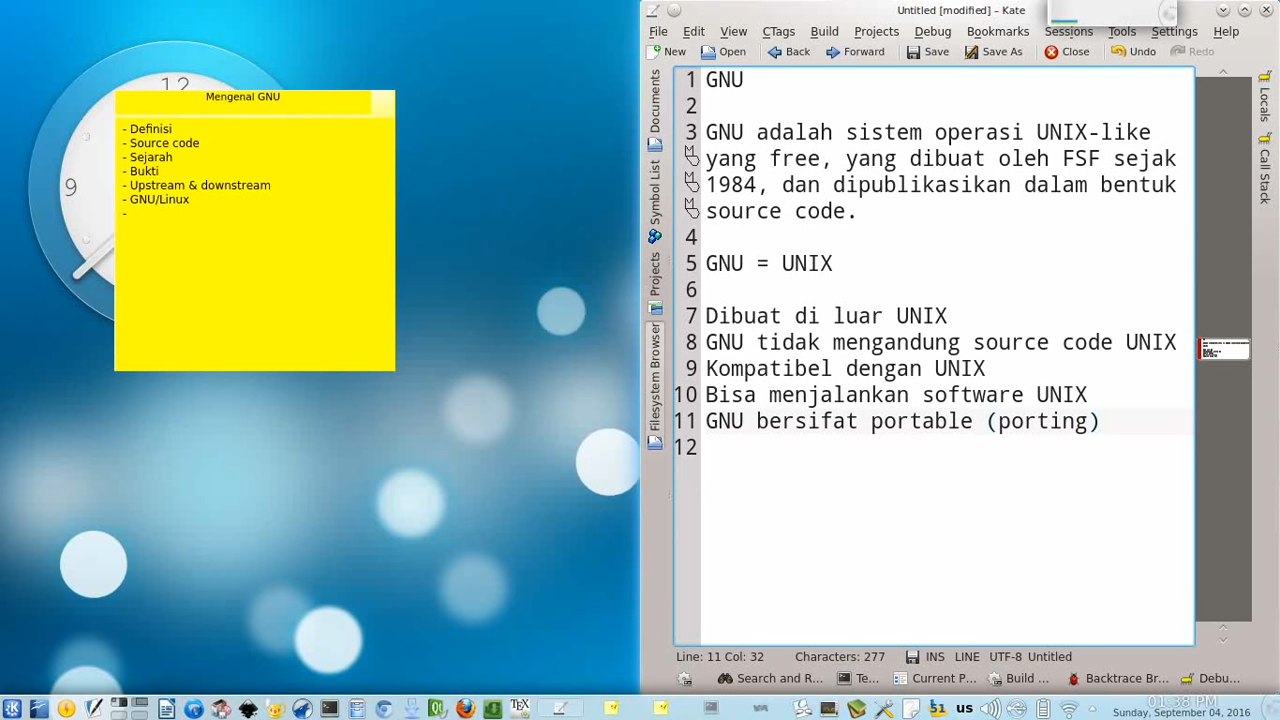 12
9
Mengenal GNU
- Definisi
- Source code
- Sejarah
- Bukti
- Upstream & downstream
- GNU/Linux
-
Untitled [modified] – Kate
File Edit View CTags Build Projects Debug Bookmarks Sessions Tools Settings Help
New Open Back Forward Save Save As Close Undo Redo
Documents
Symbol List
Projects
Filesystem Browser
1 GNU
2
3 GNU adalah sistem operasi UNIX-like
yang free, yang dibuat oleh FSF sejak
1984, dan dipublikasikan dalam bentuk
source code.
4
5 GNU = UNIX
6
7 Dibuat di luar UNIX
8 GNU tidak mengandung source code UNIX
9 Kompatibel dengan UNIX
10 Bisa menjalankan software UNIX
11 GNU bersifat portable (porting)
12
Locals
Call Stack
Line: 11 Col: 32 Characters: 277 INS LINE UTF-8 Untitled
Search and R... Te... Current P... Build ... Backtrace Br... Debu...
us
01:38 PM
Sunday, September 04, 2016